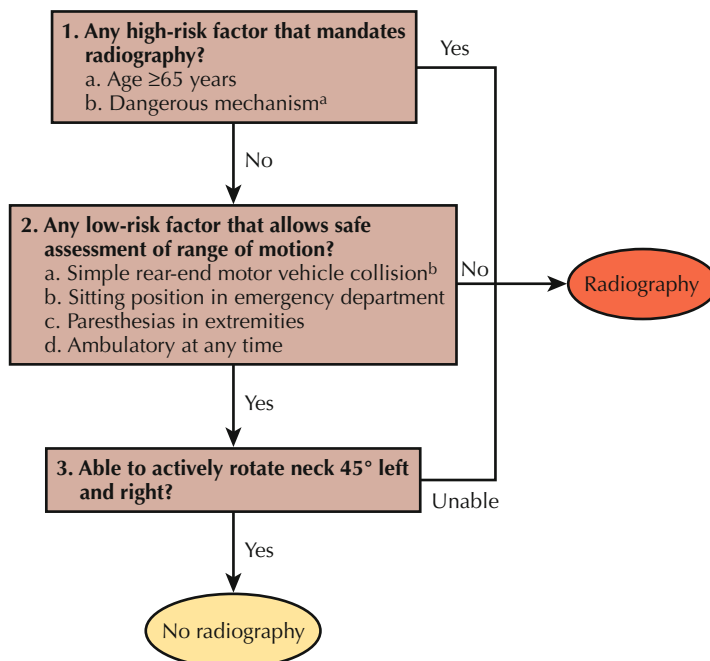 1. Any high-risk factor that mandates
radiography?
a. Age ≥65 years
b. Dangerous mechanismᵃ
Yes
No
2. Any low-risk factor that allows safe
assessment of range of motion?
a. Simple rear-end motor vehicle collisionᵇ
b. Sitting position in emergency department
c. Paresthesias in extremities
d. Ambulatory at any time
No
Radiography
Yes
3. Able to actively rotate neck 45° left
and right?
Unable
Yes
No radiography